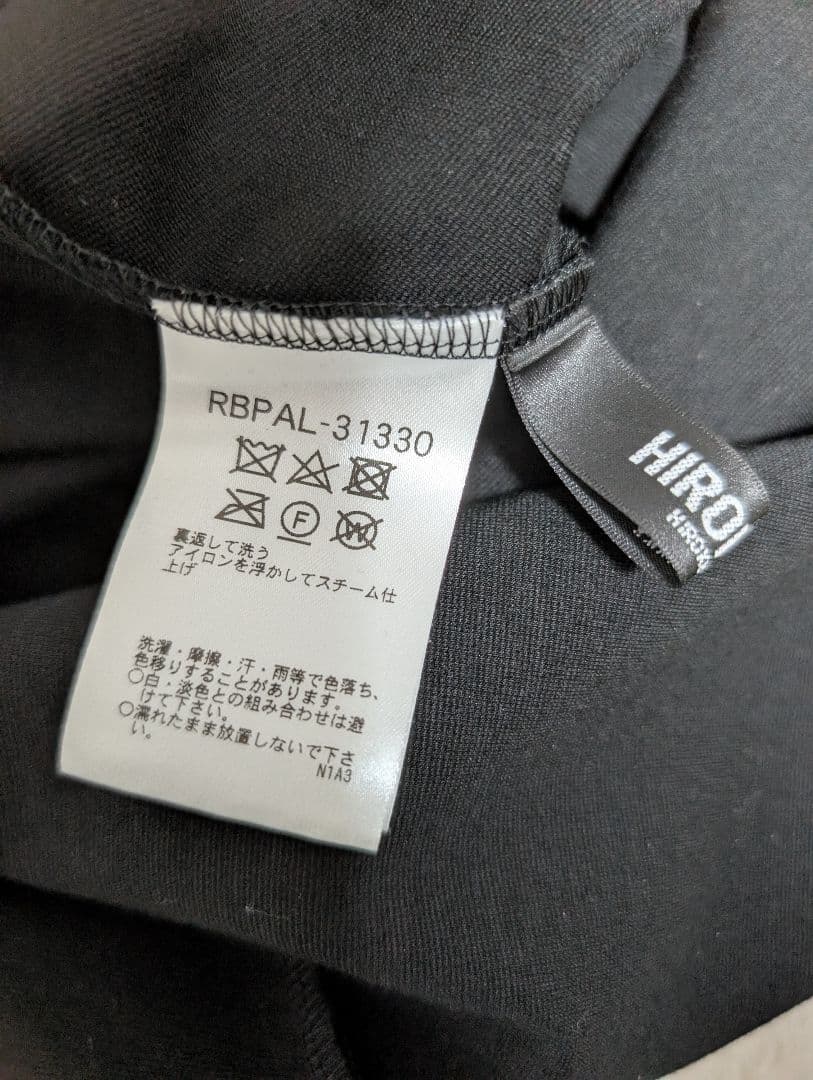 RBPAL-31330
F
W
裏返して洗う
アイロンを浮かしてスチーム仕
上げ
洗濯・摩擦・汗・雨等で色落ち、
色移りすることがあります。
○白・淡色との組み合わせは避
けて下さい。
○濡れたまま放置しないで下さ
い。
N1A3
HIRO
HIROK